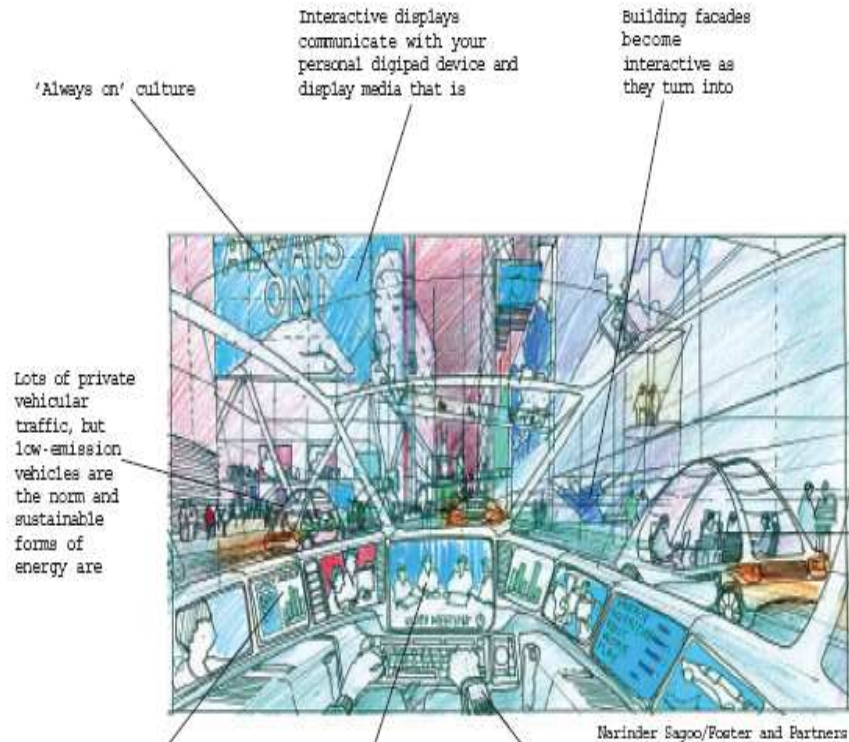 'Always on' culture
Interactive displays
communicate with your
personal digipad device and
display media that is
Building facades
become
interactive as
they turn into
ALWAYS
ON!
Lots of private
vehicular
traffic, but
low-emission
vehicles are
the norm and
sustainable
forms of
energy are
Narinder Sagoo/Foster and Partners